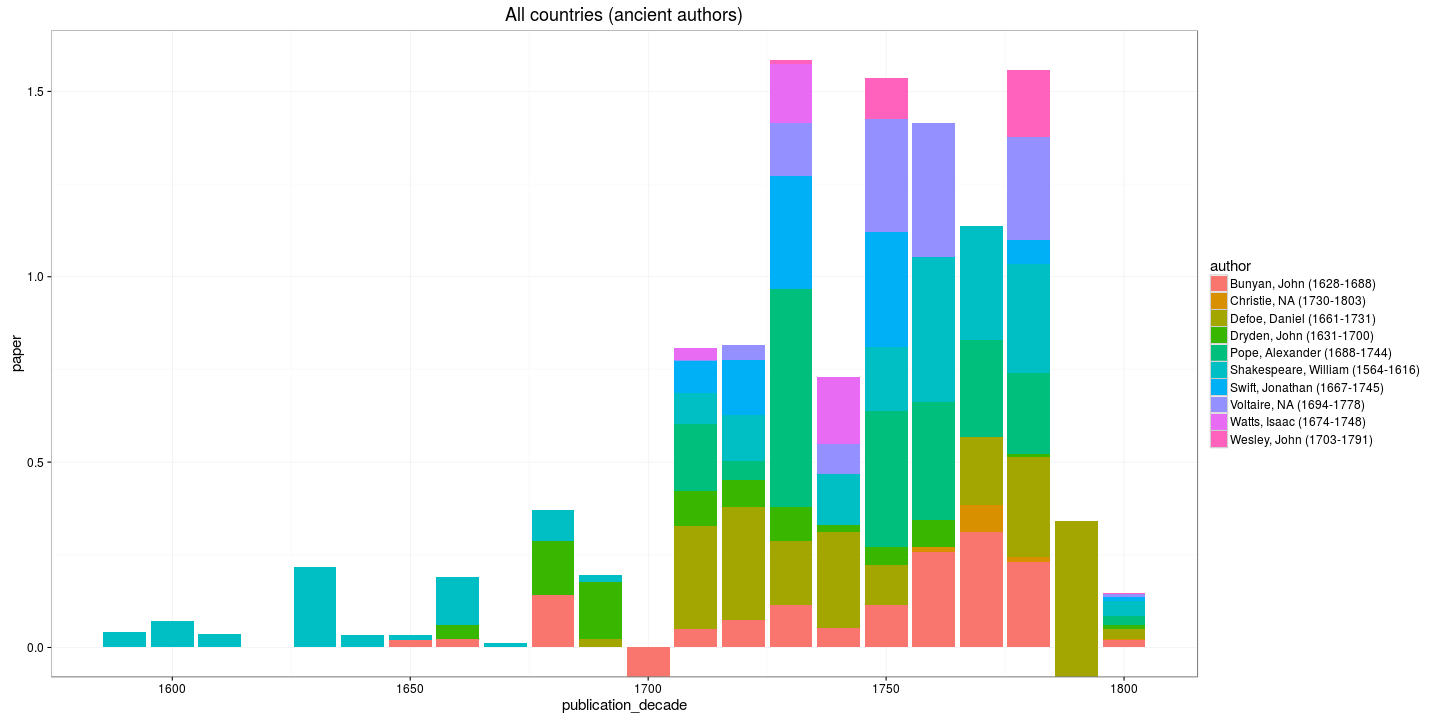 All countries (ancient authors)
paper
1.5
1.0
0.5
0.0
1600
1650
1700
1750
1800
publication_decade
author
Bunyan, John (1628-1688)
Christie, NA (1730-1803)
Defoe, Daniel (1661-1731)
Dryden, John (1631-1700)
Pope, Alexander (1688-1744)
Shakespeare, William (1564-1616)
Swift, Jonathan (1667-1745)
Voltaire, NA (1694-1778)
Watts, Isaac (1674-1748)
Wesley, John (1703-1791)